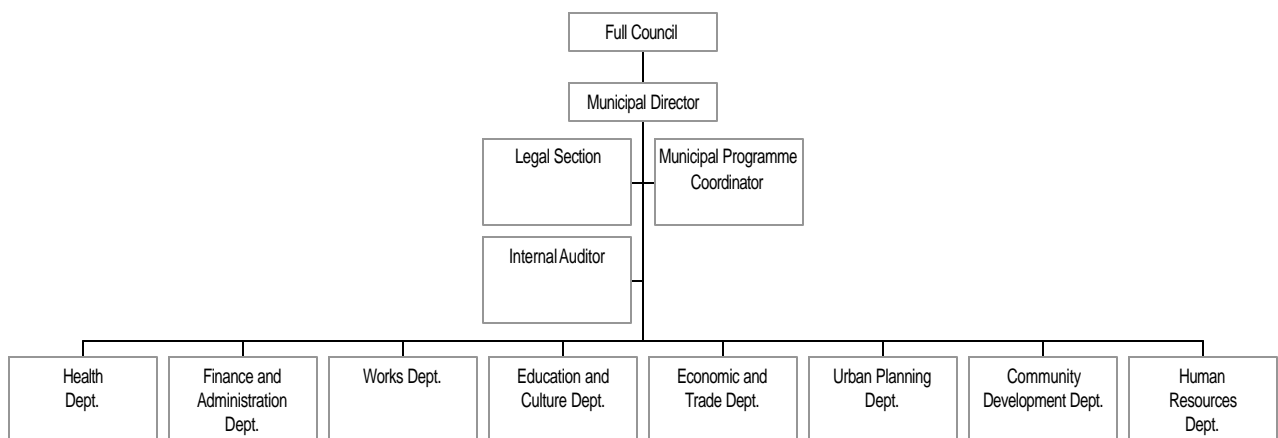 Full Council
Municipal Director
Legal Section
Municipal Programme
Coordinator
Internal Auditor
Health
Dept.
Finance and
Administration
Dept.
Works Dept.
Education and
Culture Dept.
Economic and
Trade Dept.
Urban Planning
Dept.
Community
Development Dept.
Human
Resources
Dept.